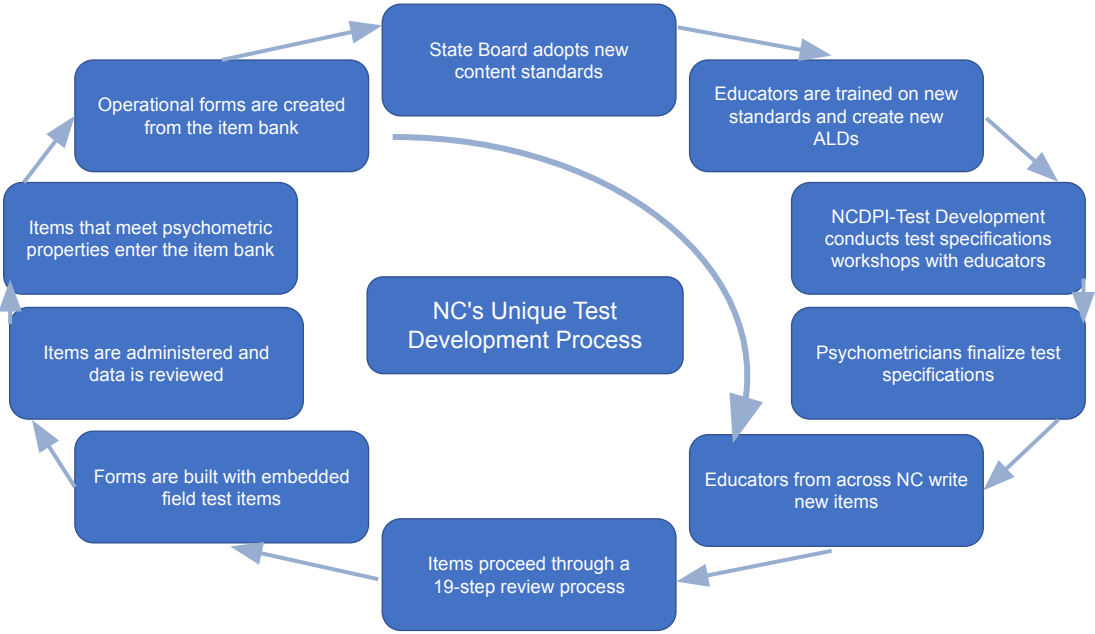 State Board adopts new
content standards
Educators are trained on new
standards and create new
ALDs
NCDPI-Test Development
conducts test specifications
workshops with educators
Psychometricians finalize test
specifications
Educators from across NC write
new items
Items proceed through a
19-step review process
Forms are built with embedded
field test items
Items are administered and
data is reviewed
Items that meet psychometric
properties enter the item bank
Operational forms are created
from the item bank
NC's Unique Test
Development Process